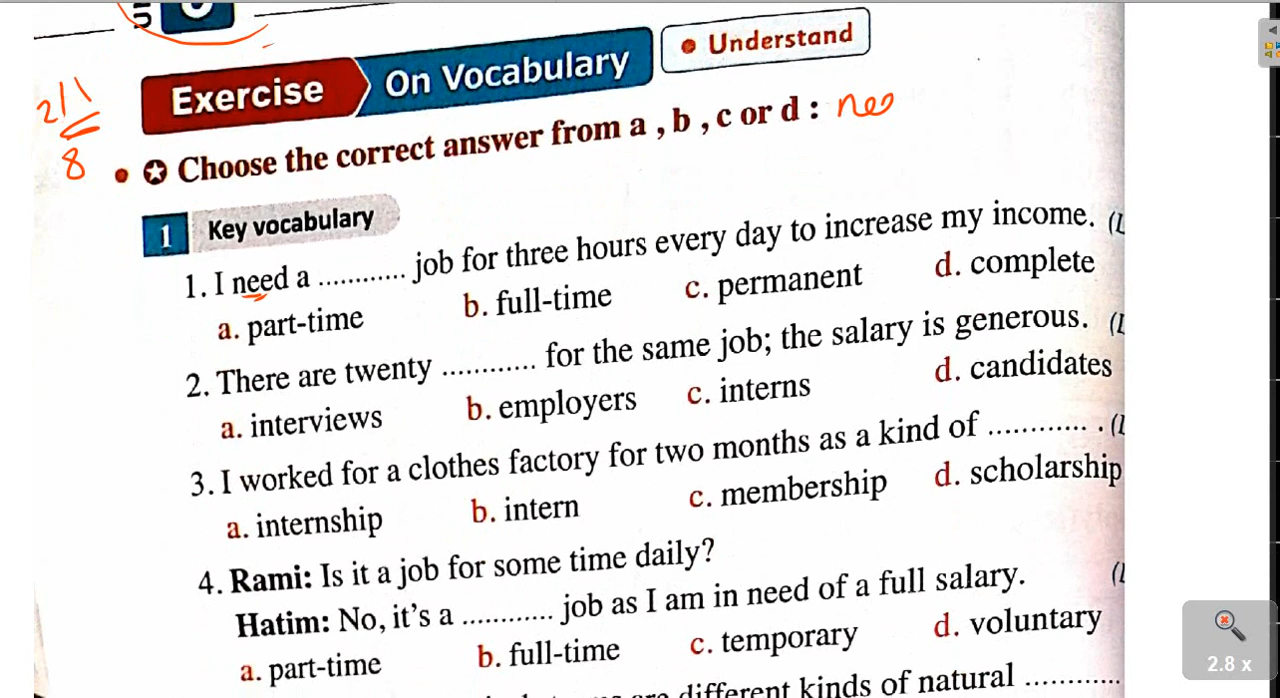 Exercise On Vocabulary • Understand
2/1
8
Choose the correct answer from a , b , c or d :
1 Key vocabulary
1. I need a ............ job for three hours every day to increase my income. (L
a. part-time b. full-time c. permanent d. complete
2. There are twenty ............ for the same job; the salary is generous. (L
a. interviews b. employers c. interns d. candidates
3. I worked for a clothes factory for two months as a kind of ............ . (L
a. internship b. intern c. membership d. scholarship
4. Rami: Is it a job for some time daily?
Hatim: No, it's a ............ job as I am in need of a full salary. (L
a. part-time b. full-time c. temporary d. voluntary
different kinds of natural ............
2.8 x